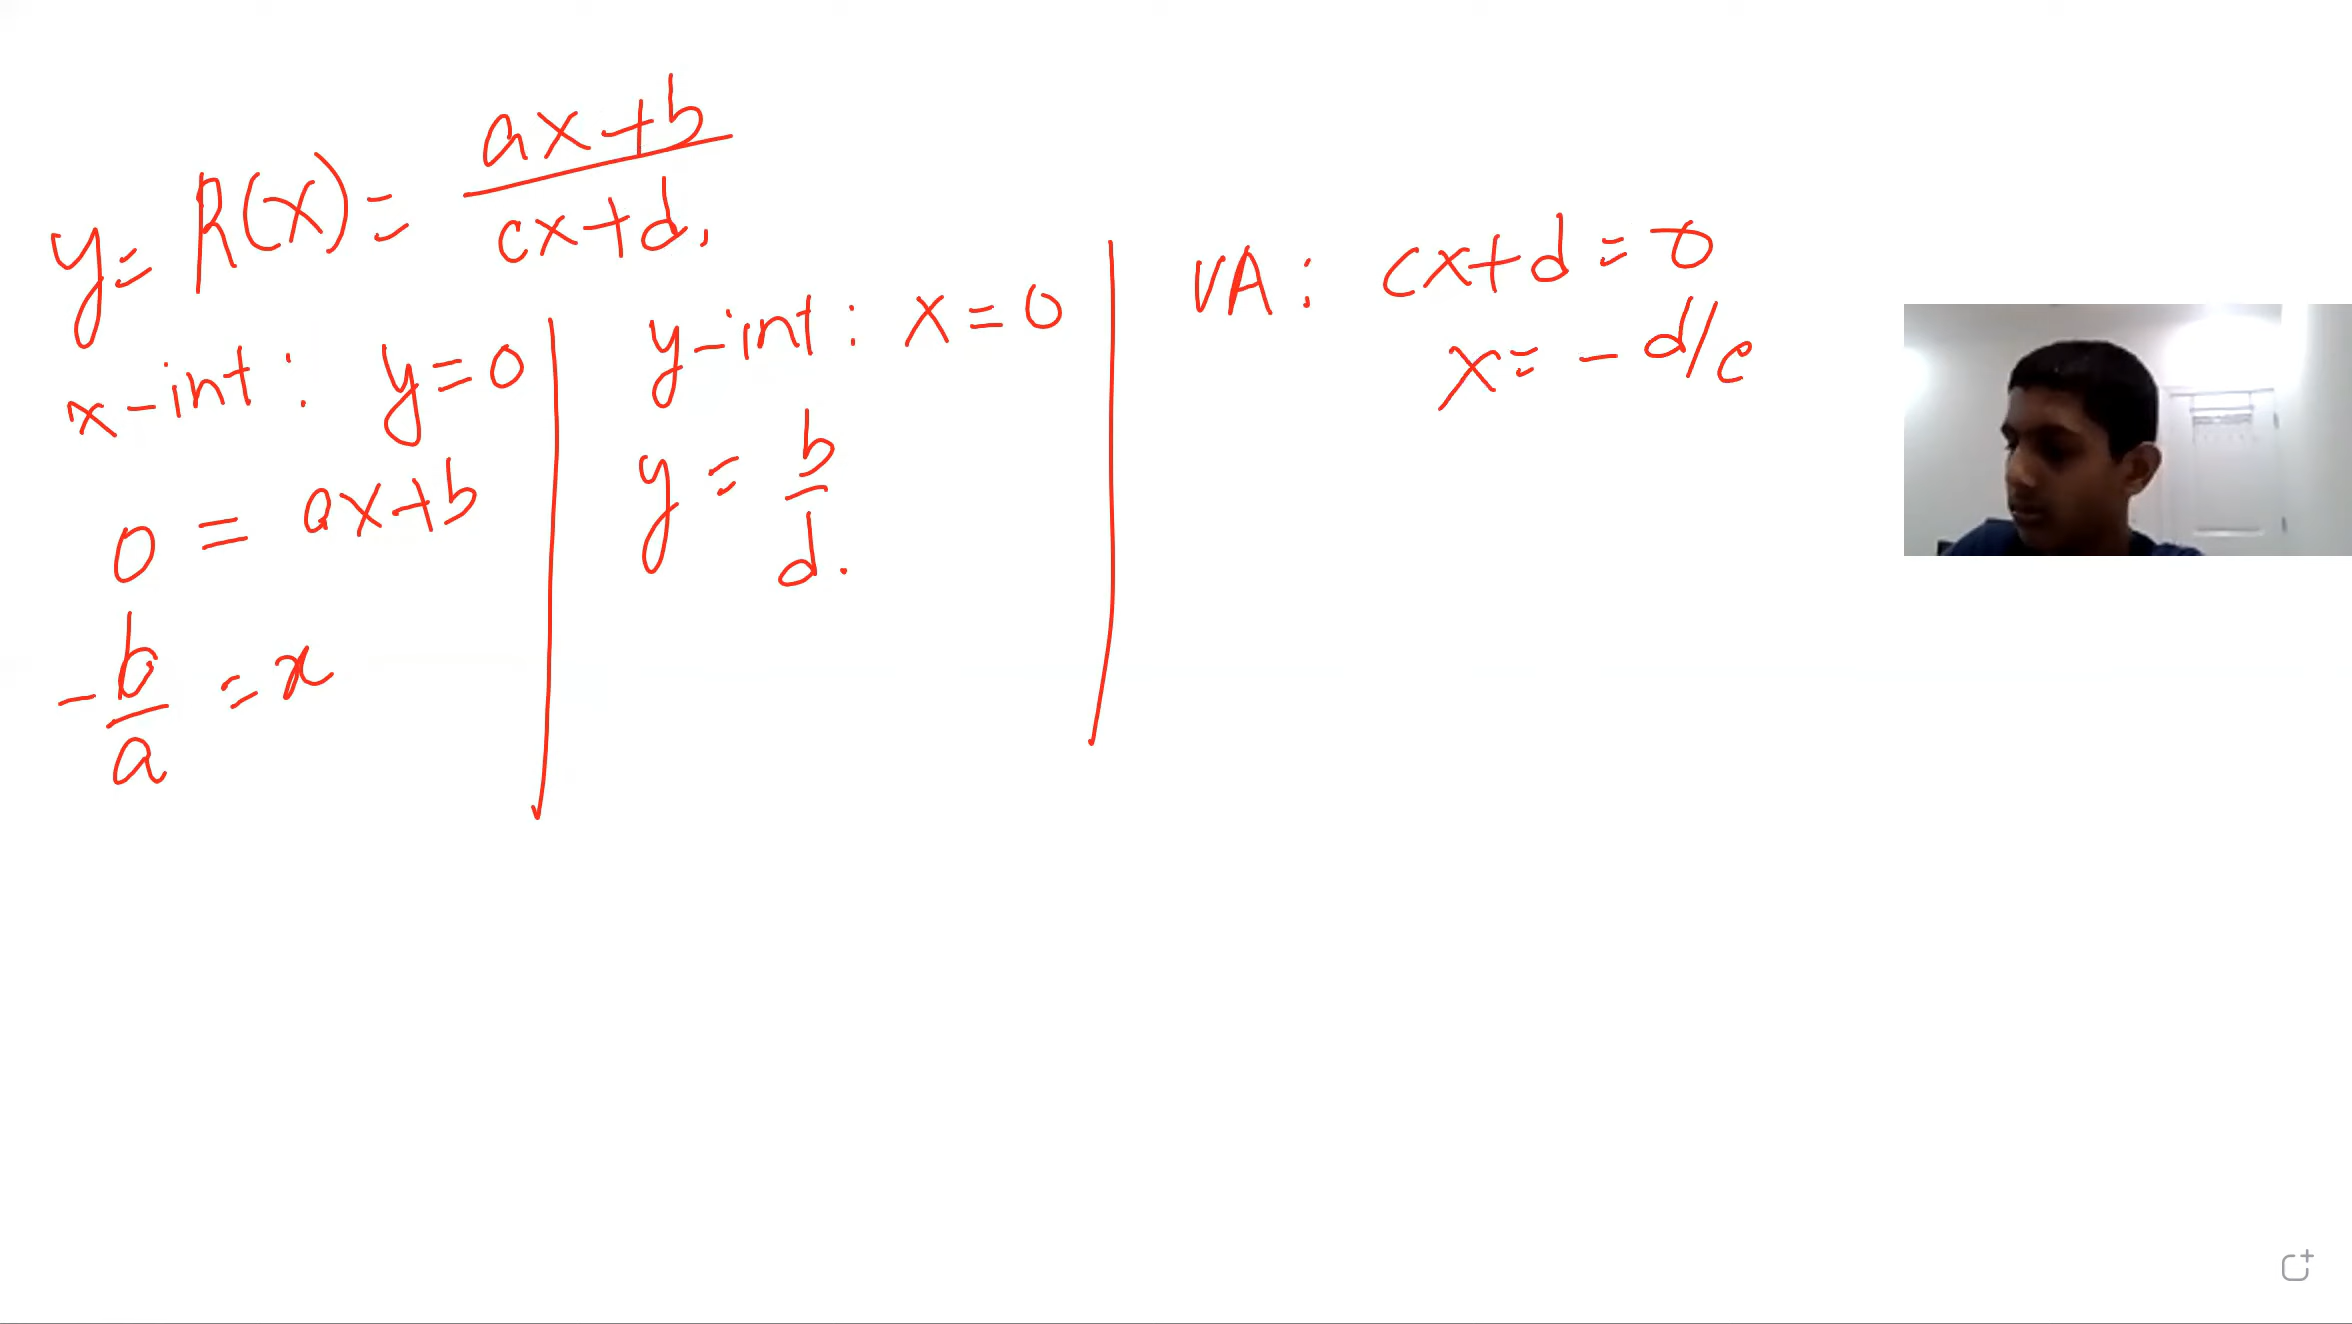 y = R(x) = ax+b / cx+d.
x-int : y=0
0 = ax+b
-b/a = x
y-int : x=0
y = b/d.
VA : cx+d = 0
x = -d/c